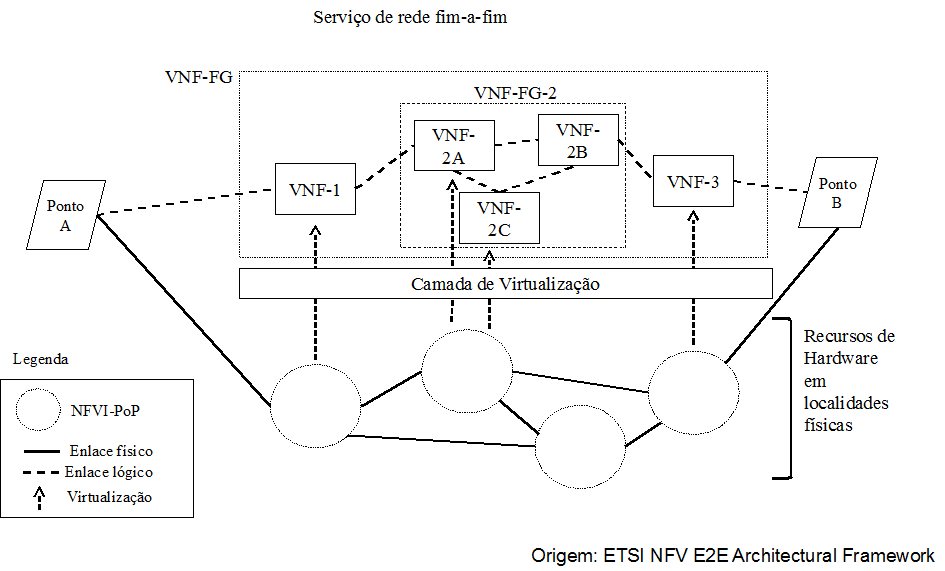 Serviço de rede fim-a-fim
VNF-FG
VNF-FG-2
VNF-
2A
VNF-
2B
VNF-1
VNF-3
VNF-
2C
Ponto
A
Ponto
B
Camada de Virtualização
Recursos de
Hardware
em
localidades
físicas
Legenda
NFVI-PoP
Enlace físico
Enlace lógico
Virtualização
Origem: ETSI NFV E2E Architectural Framework